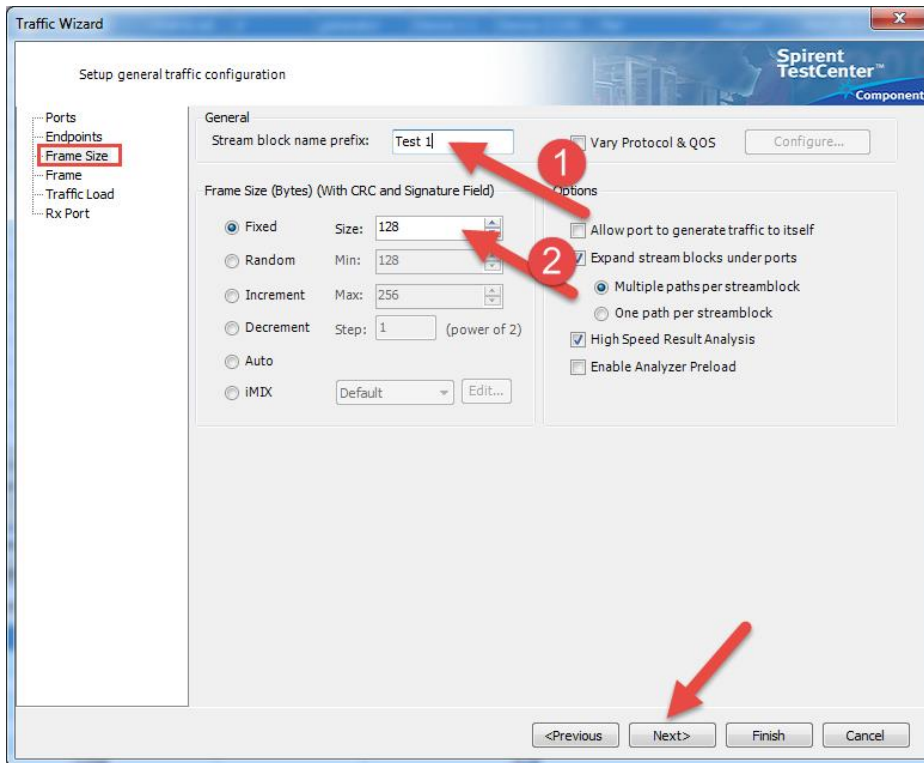 Traffic Wizard
Setup general traffic configuration
Spirent
TestCenter™
Component
Ports
Endpoints
Frame Size
Frame
Traffic Load
Rx Port
General
Stream block name prefix: Test 1
Vary Protocol & QOS Configure...
1
Frame Size (Bytes) (With CRC and Signature Field)
Fixed Size: 128
Random Min: 128
Increment Max: 256
Decrement Step: 1 (power of 2)
Auto
iMIX Default Edit...
2
Options
Allow port to generate traffic to itself
Expand stream blocks under ports
Multiple paths per streamblock
One path per streamblock
High Speed Result Analysis
Enable Analyzer Preload
<Previous Next> Finish Cancel